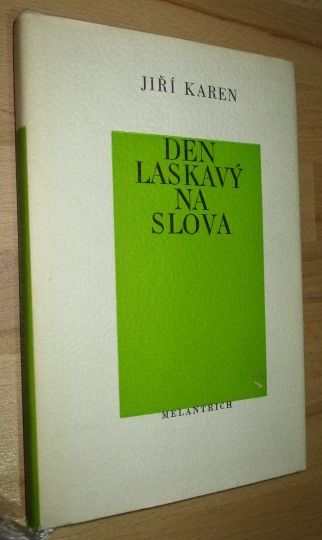 JIŘÍ KAREN
DEN
LASKAVÝ
NA
SLOVA
MELANTRICH